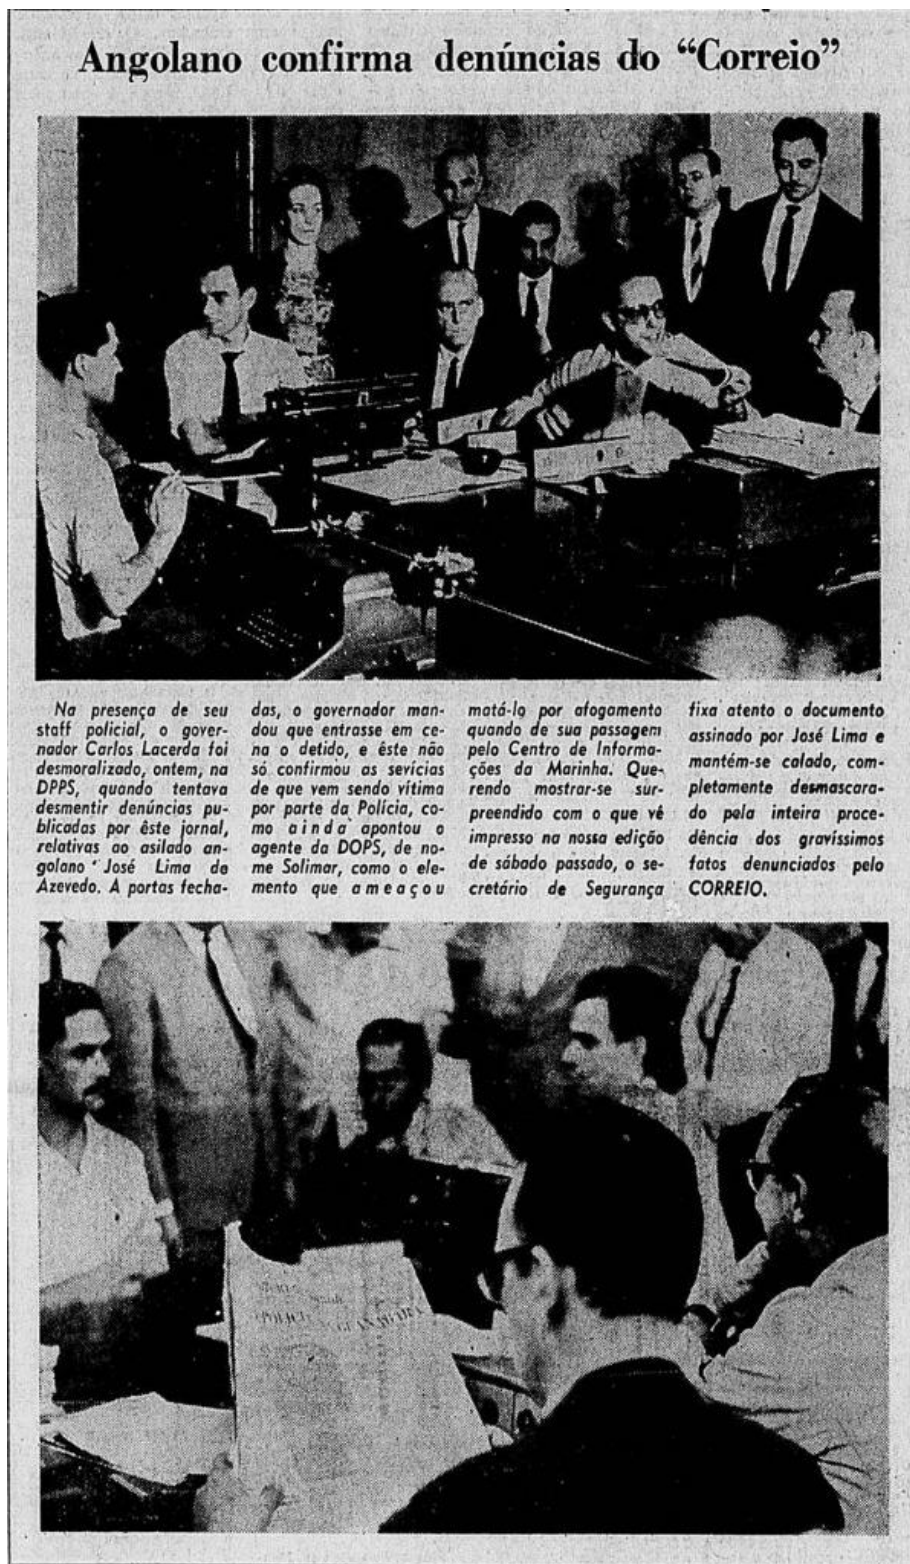 Angolano confirma denúncias do “Correio”
Na presença de seu
staff policial, o gover-
nador Carlos Lacerda foi
desmoralizado, ontem, na
DPPS, quando tentava
desmentir denúncias pu-
blicadas por êste jornal,
relativas ao asilado an-
golano José Lima de
Azevedo. A portas fecha-
das, o governador man-
dou que entrasse em ce-
na o detido, e êste não
só confirmou as sevícias
de que vem sendo vítima
por parte da Polícia, co-
mo ainda apontou o
agente da DOPS, de no-
me Solimar, como o ele-
mento que ameaçou
matá-lo por afogamento
quando de sua passagem
pelo Centro de Informa-
ções da Marinha. Que-
rendo mostrar-se sur-
preendido com o que vê
impresso na nossa edição
de sábado passado, o se-
cretário de Segurança
fixa atento o documento
assinado por José Lima e
mantém-se calado, com-
pletamente desmascara-
do pela inteira proce-
dência dos gravíssimos
fatos denunciados pelo
CORREIO.